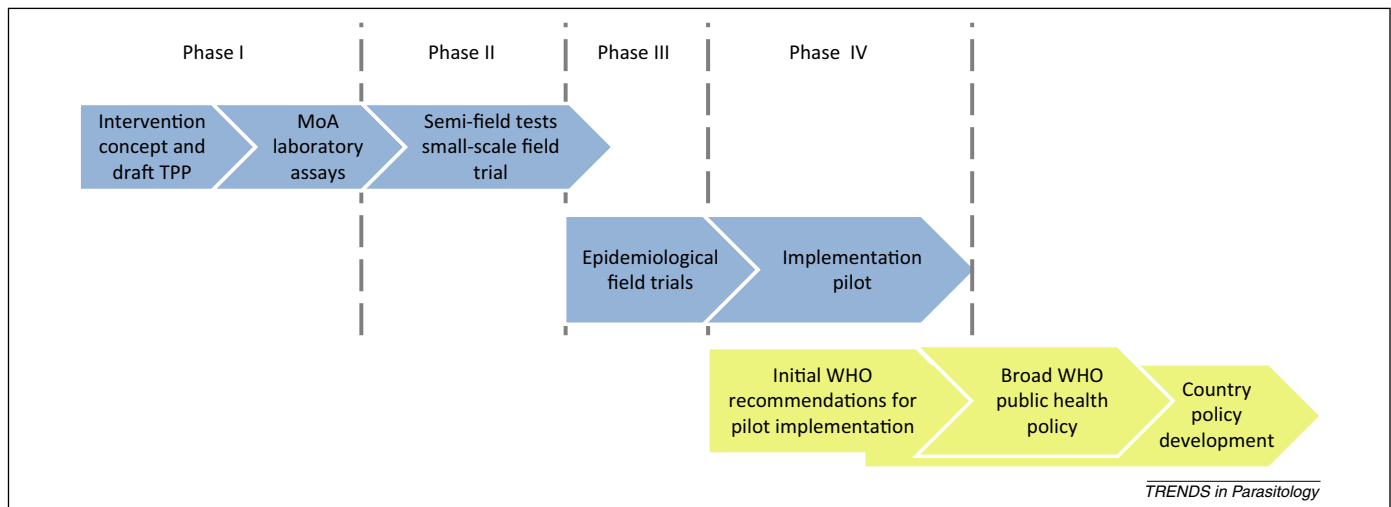 Phase I
Phase II
Phase III
Phase IV
Intervention
concept and
draft TPP
MoA
laboratory
assays
Semi-field tests
small-scale field
trial
Epidemiological
field trials
Implementation
pilot
Initial WHO
recommendations for
pilot implementation
Broad WHO
public health
policy
Country
policy
development
TRENDS in Parasitology